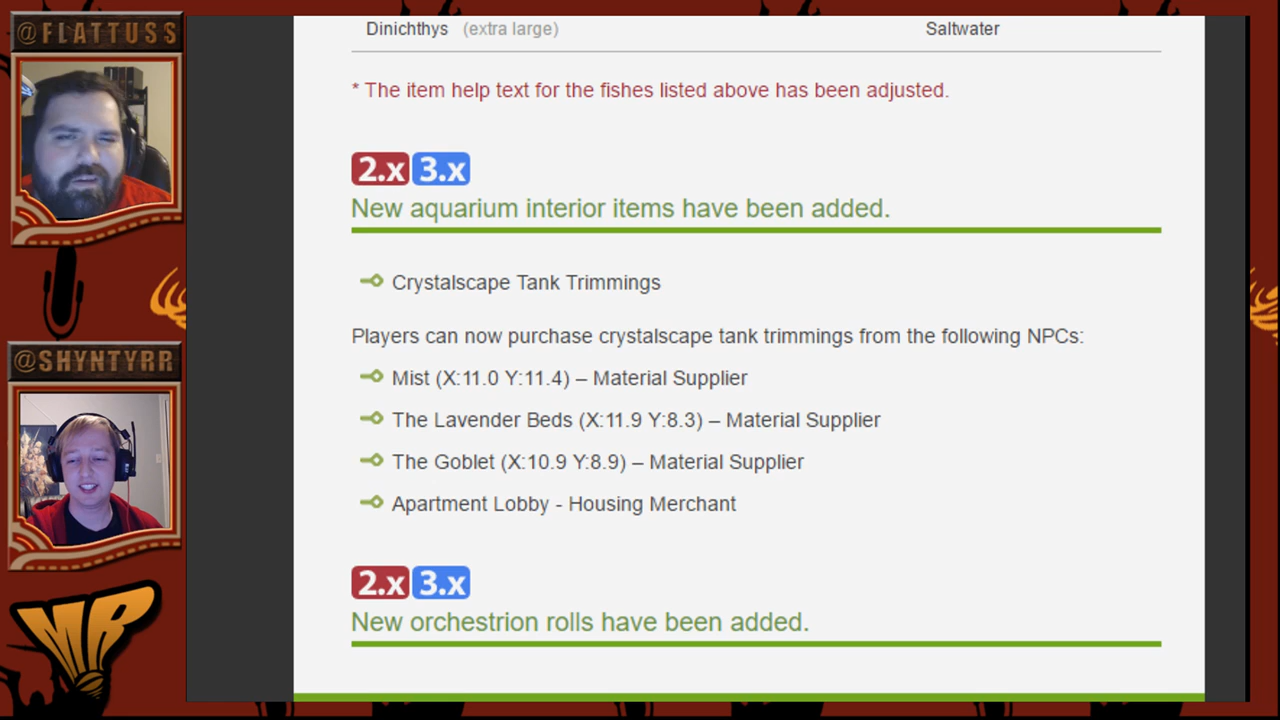 @FLATTUSS
Dinichthys (extra large) Saltwater
* The item help text for the fishes listed above has been adjusted.
2.x 3.x
New aquarium interior items have been added.
Crystalscape Tank Trimmings
Players can now purchase crystalscape tank trimmings from the following NPCs:
@SHYNTYRR
Mist (X:11.0 Y:11.4) – Material Supplier
The Lavender Beds (X:11.9 Y:8.3) – Material Supplier
The Goblet (X:10.9 Y:8.9) – Material Supplier
Apartment Lobby - Housing Merchant
2.x 3.x
New orchestrion rolls have been added.
MR